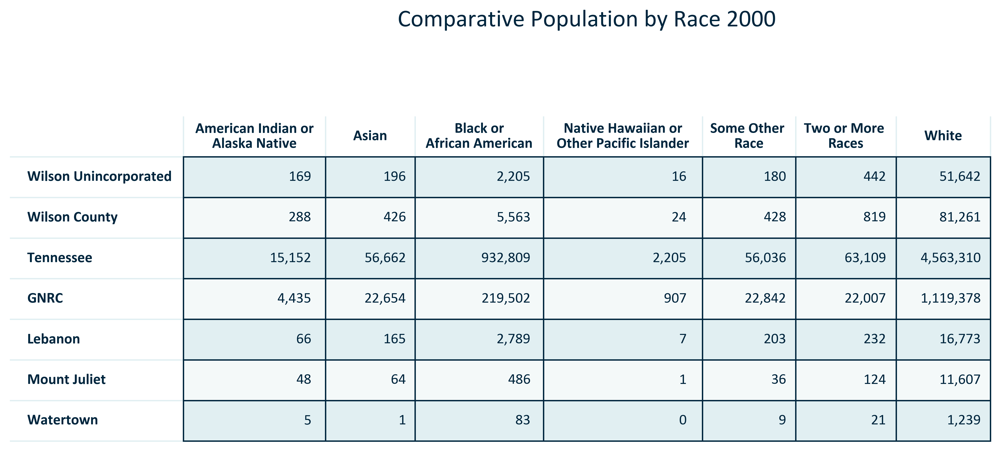 Comparative Population by Race 2000
American Indian or Alaska Native Asian Black or African American Native Hawaiian or Other Pacific Islander Some Other Race Two or More Races White
Wilson Unincorporated 169 196 2,205 16 180 442 51,642
Wilson County 288 426 5,563 24 428 819 81,261
Tennessee 15,152 56,662 932,809 2,205 56,036 63,109 4,563,310
GNRC 4,435 22,654 219,502 907 22,842 22,007 1,119,378
Lebanon 66 165 2,789 7 203 232 16,773
Mount Juliet 48 64 486 1 36 124 11,607
Watertown 5 1 83 0 9 21 1,239